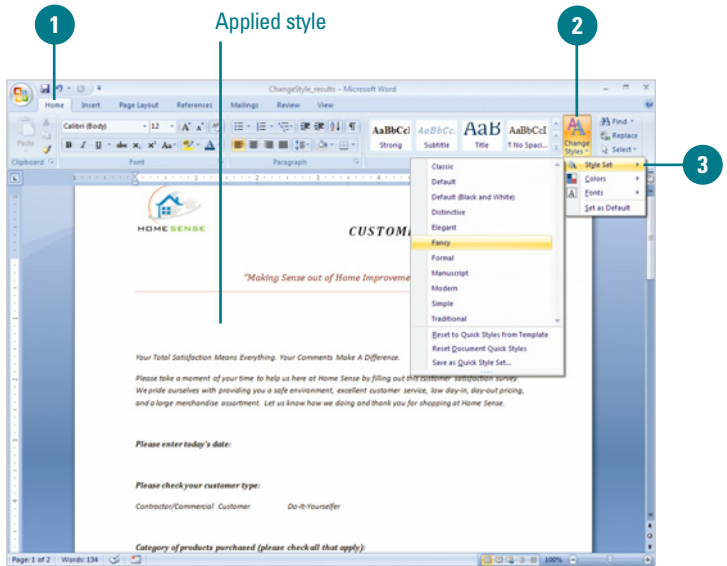 1
Applied style
2
ChangeStyle_results - Microsoft Word
Home Insert Page Layout References Mailings Review View
Calibri (Body) 12 A A
Paste
B I U abc x, x' Aa A
AaBbCcI AaBbCc. AaB AaBbCcI
Strong Subtitle Title ¶ No Spaci...
Change Styles
Find
Replace
Select
Clipboard Font Paragraph
3
Style Set
Colors
Fonts
Set as Default
Classic
Default
Default (Black and White)
Distinctive
Elegant
Fancy
Formal
Manuscript
Modern
Simple
Traditional
Reset to Quick Styles from Template
Reset Document Quick Styles
Save as Quick Style Set...
HOME SENSE
CUSTOM
"Making Sense out of Home Improveme
Your Total Satisfaction Means Everything. Your Comments Make A Difference.
Please take a moment of your time to help us here at Home Sense by filling out this customer satisfaction survey.
We pride ourselves with providing you a safe environment, excellent customer service, low day-in, day-out pricing,
and a large merchandise assortment. Let us know how we doing and thank you for shopping at Home Sense.
Please enter today's date:
Please check your customer type:
Contractor/Commercial Customer Do-It-Yourselfer
Category of products purchased (please check all that apply):
Page: 1 of 2 Words: 134 100%